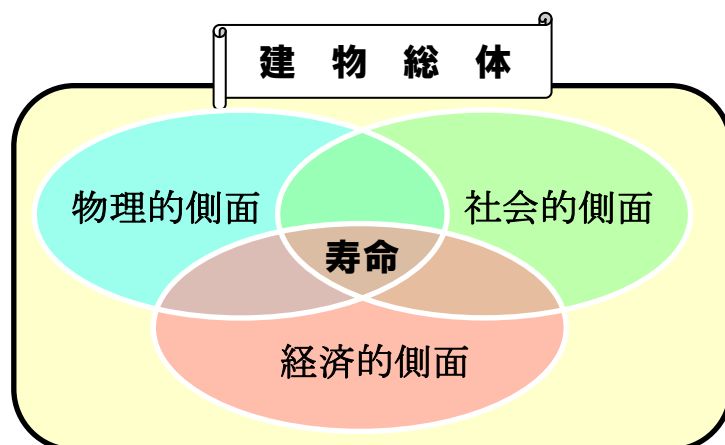 建物総体
物理的側面
社会的側面
寿命
経済的側面